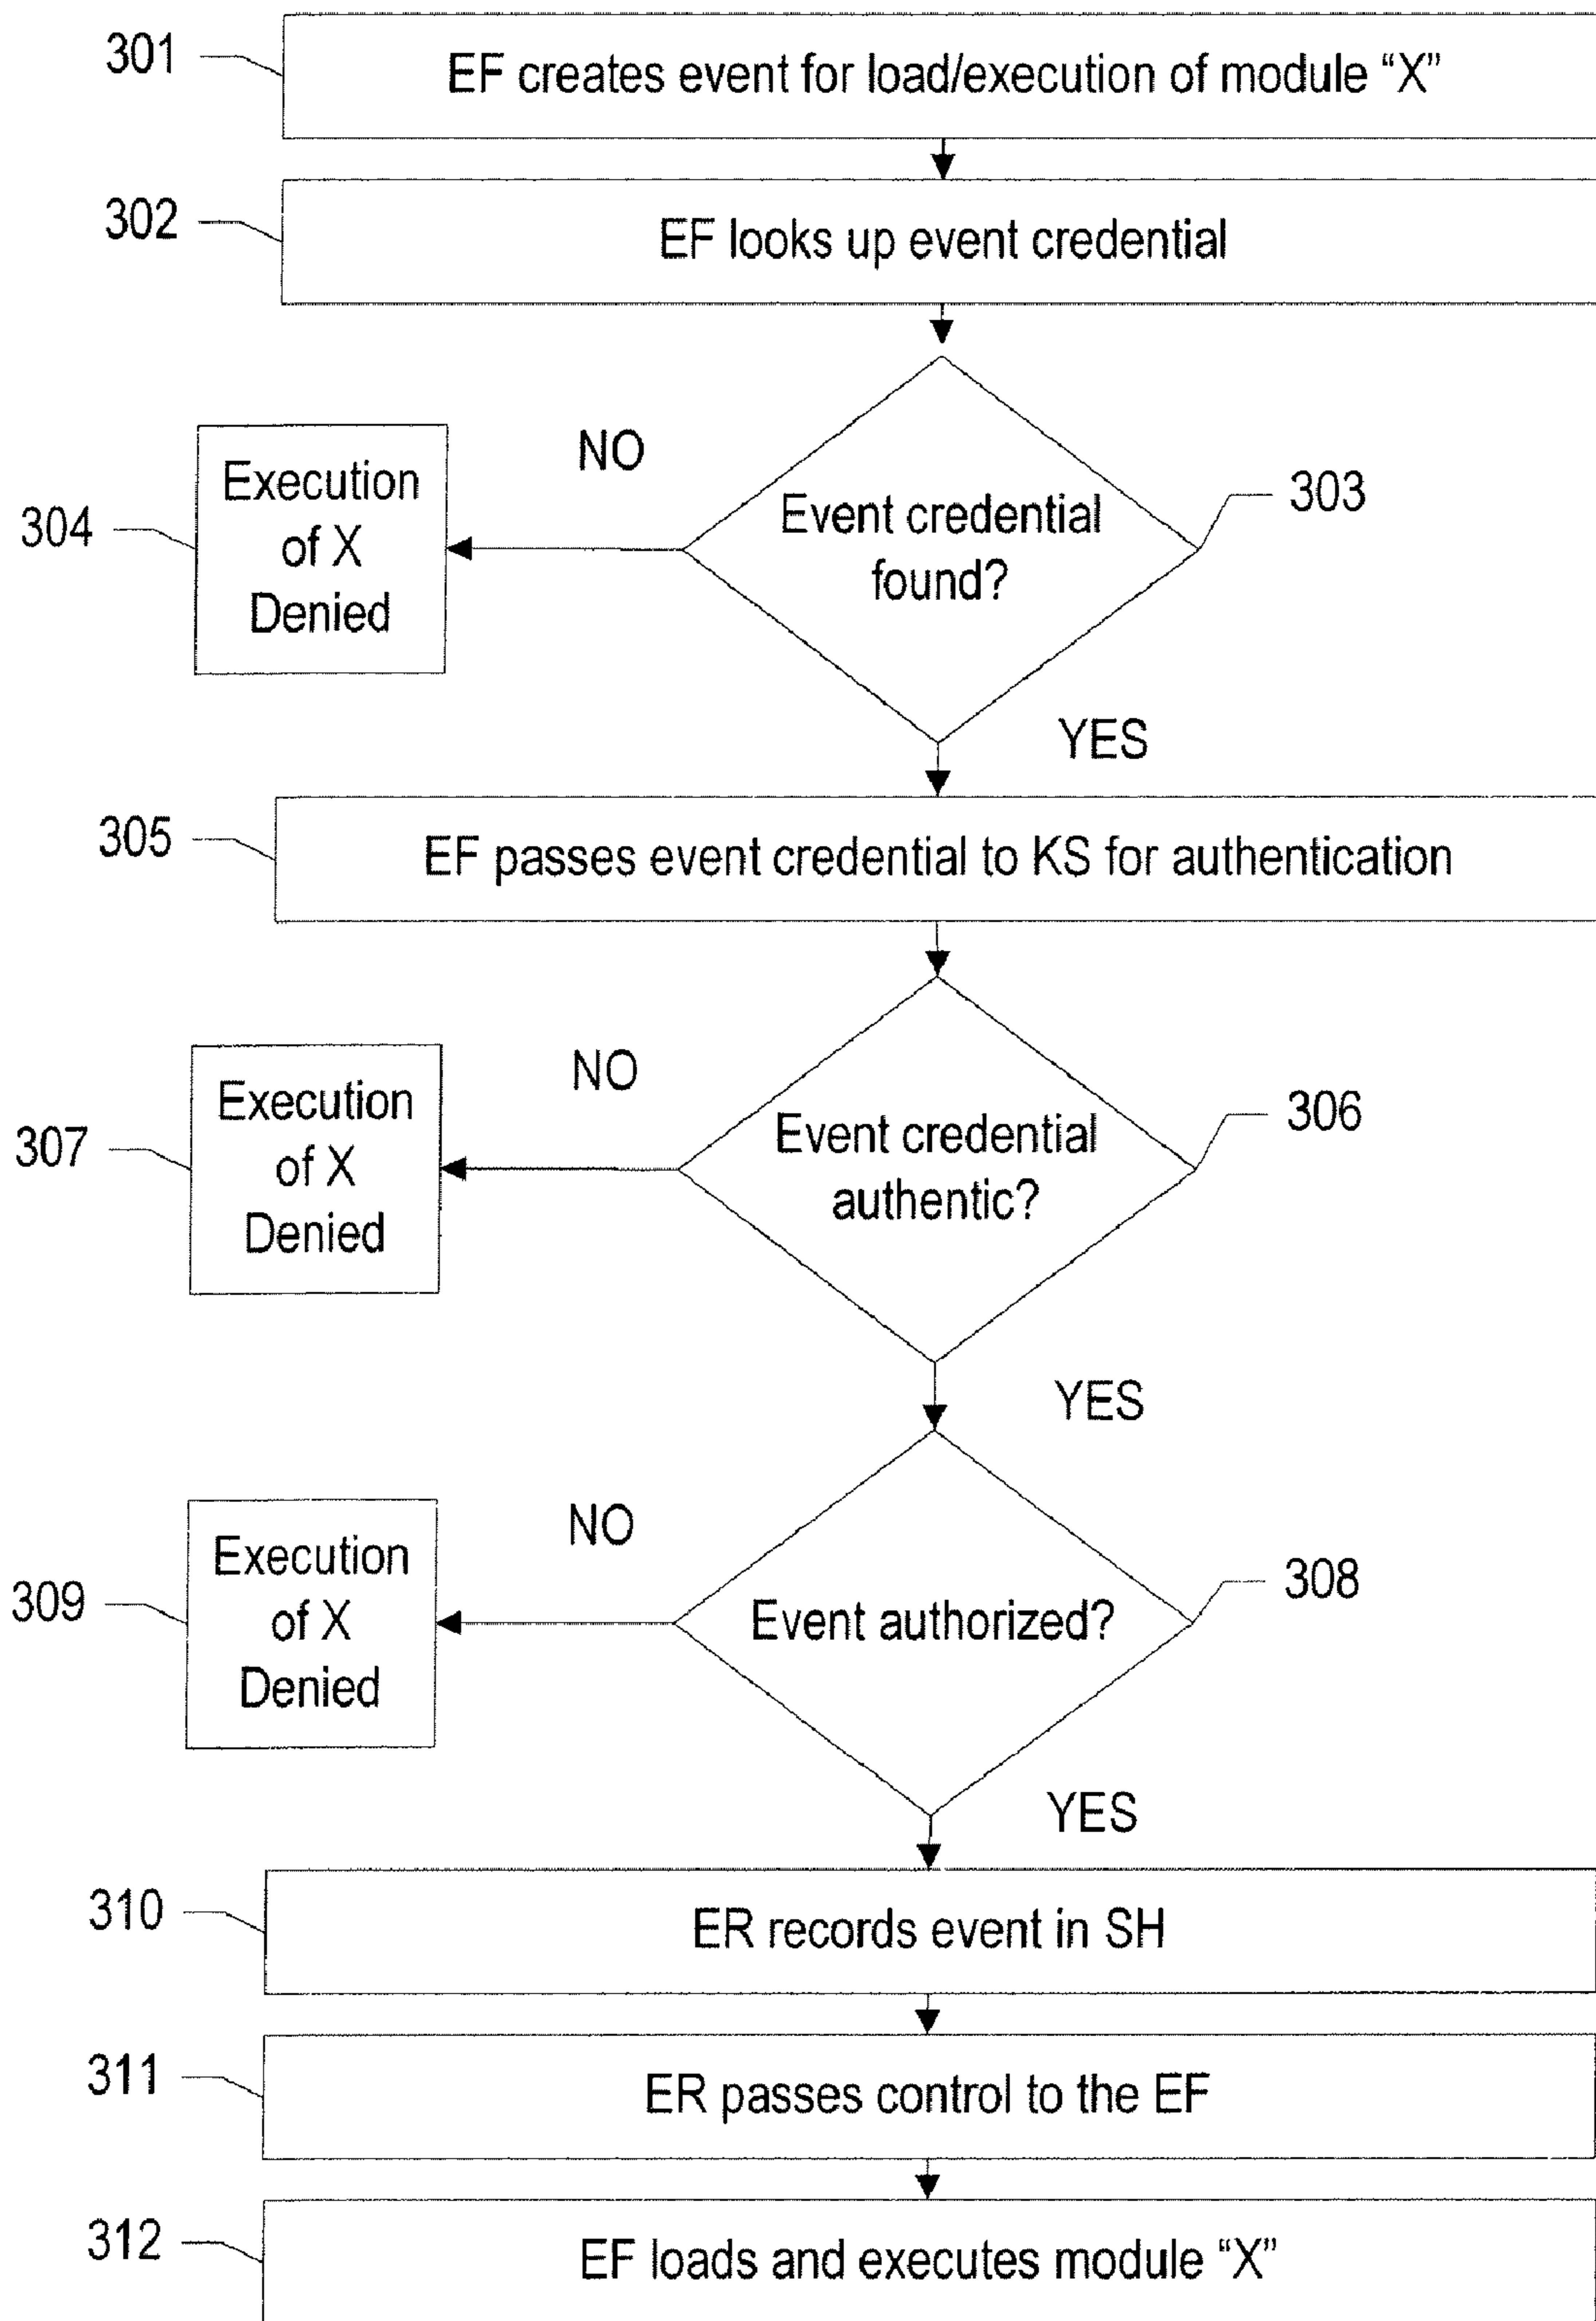 301
EF creates event for load/execution of module “X”
302
EF looks up event credential
NO
Execution
of X
Denied
304
Event credential
found?
303
YES
305
EF passes event credential to KS for authentication
NO
Execution
of X
Denied
307
Event credential
authentic?
306
YES
NO
Execution
of X
Denied
309
Event authorized?
308
YES
310
ER records event in SH
311
ER passes control to the EF
312
EF loads and executes module “X”